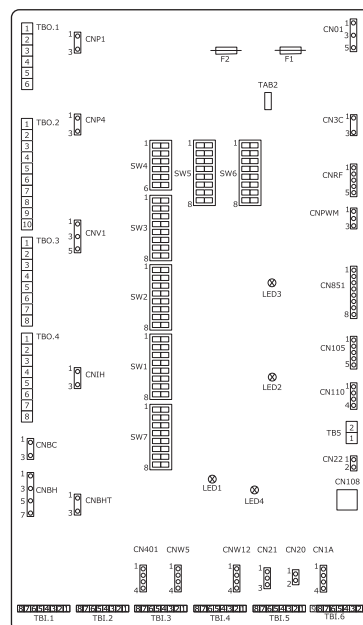 TBO.1
1
2
3
4
5
6
CNP1
1
3
F2
F1
CN01
1
3
5
TAB2
TBO.2
1
2
3
4
5
6
7
8
9
10
CNP4
1
3
CN3C
1
3
SW4
1
6
SW5
1
8
SW6
1
8
CNRF
1
5
CNPWM
1
3
SW3
1
8
CNV1
1
3
5
TBO.3
1
2
3
4
5
6
7
8
SW2
1
8
LED3
CN851
1
8
TBO.4
1
2
3
4
5
6
7
8
CNIH
1
3
SW1
1
8
LED2
CN105
1
5
CN110
1
4
SW7
1
8
TB5
2
1
CNBC
1
3
CN22
1
2
CNBH
1
3
5
7
CNBHT
1
3
LED1
LED4
CN108
CN401
1
4
CNW5
1
4
CNW12
1
4
CN21
1
3
CN20
1
2
CN1A
1
4
TBI.1
TBI.2
TBI.3
TBI.4
TBI.5
TBI.6